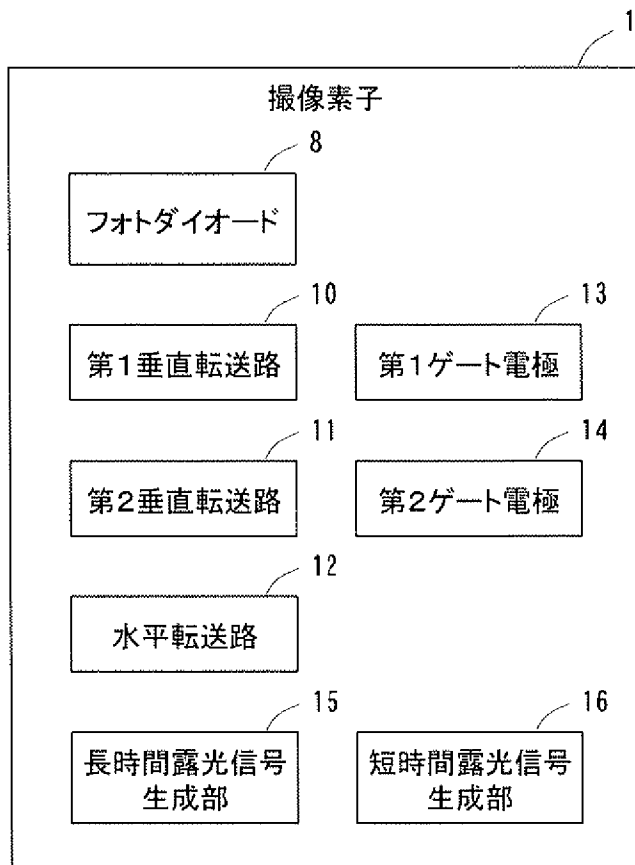 1
撮像素子
8
フォトダイオード
10
13
第1垂直転送路
第1ゲート電極
11
14
第2垂直転送路
第2ゲート電極
12
水平転送路
15
16
長時間露光信号
生成部
短時間露光信号
生成部